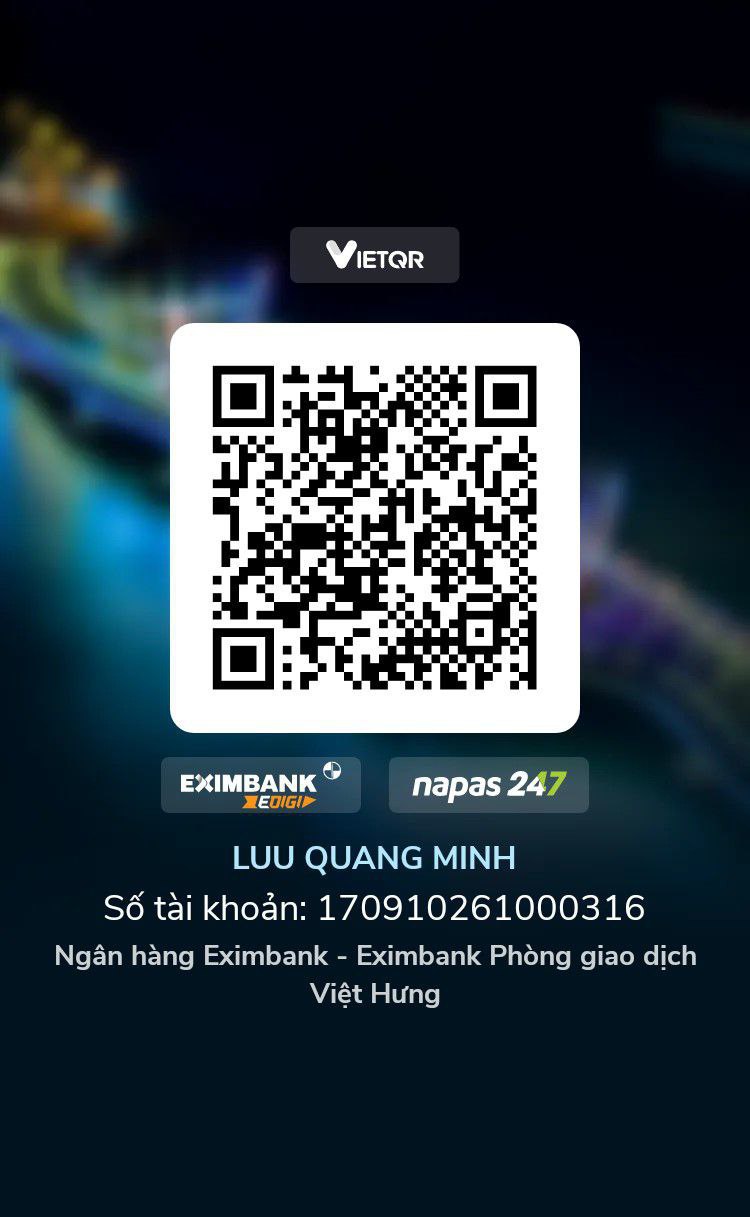 VIETQR
EXIMBANK
EDIGI
napas 247
LUU QUANG MINH
Số tài khoản: 170910261000316
Ngân hàng Eximbank - Eximbank Phòng giao dịch
Việt Hưng